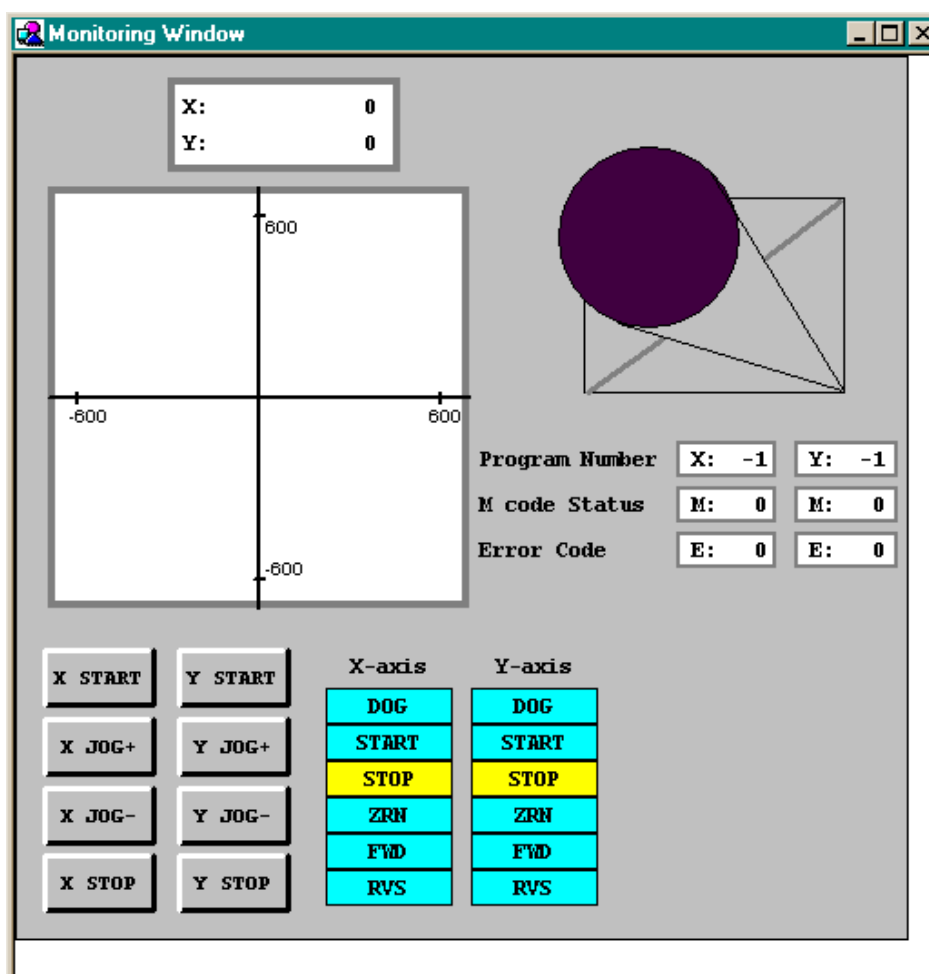 Monitoring Window
X: 0
Y: 0
600
-600
600
-600
Program Number X: -1 Y: -1
M code Status M: 0 M: 0
Error Code E: 0 E: 0
X START Y START
X JOG+ Y JOG+
X JOG- Y JOG-
X STOP Y STOP
X-axis Y-axis
DOG DOG
START START
STOP STOP
ZRN ZRN
FWD FWD
RVS RVS